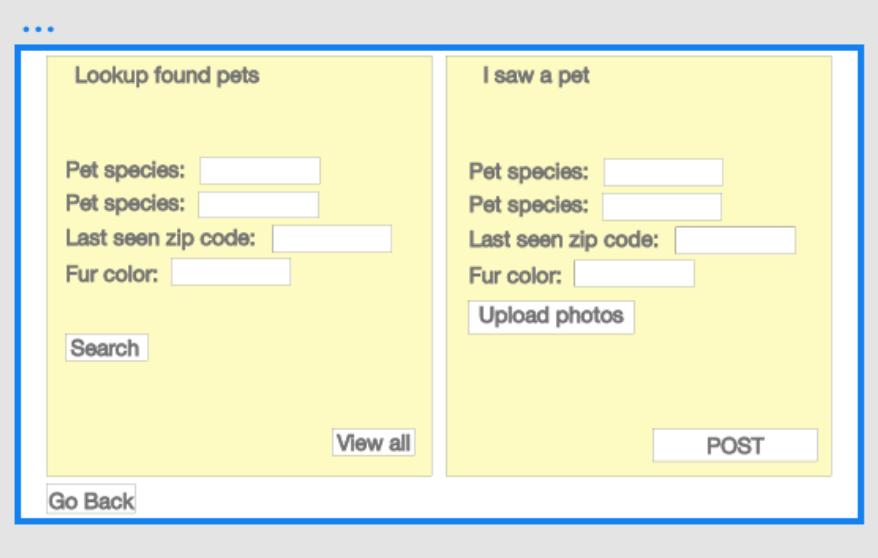 Lookup found pets
Pet species:
Pet species:
Last seen zip code:
Fur color:
Search
View all
I saw a pet
Pet species:
Pet species:
Last seen zip code:
Fur color:
Upload photos
POST
Go Back